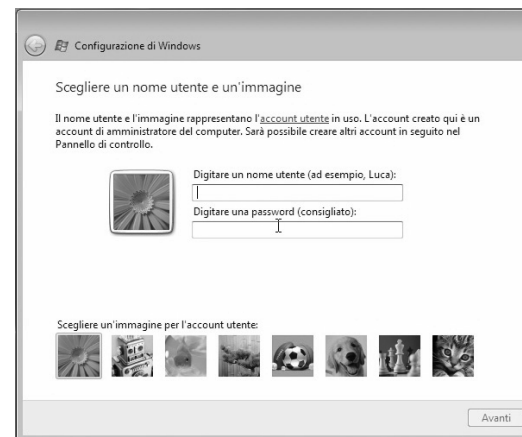 Configurazione di Windows
Scegliere un nome utente e un'immagine
Il nome utente e l'immagine rappresentano l'account utente in uso. L'account creato qui è un
account di amministratore del computer. Sarà possibile creare altri account in seguito nel
Pannello di controllo.
Digitare un nome utente (ad esempio, Luca):
Digitare una password (consigliato):
Scegliere un'immagine per l'account utente:
Avanti